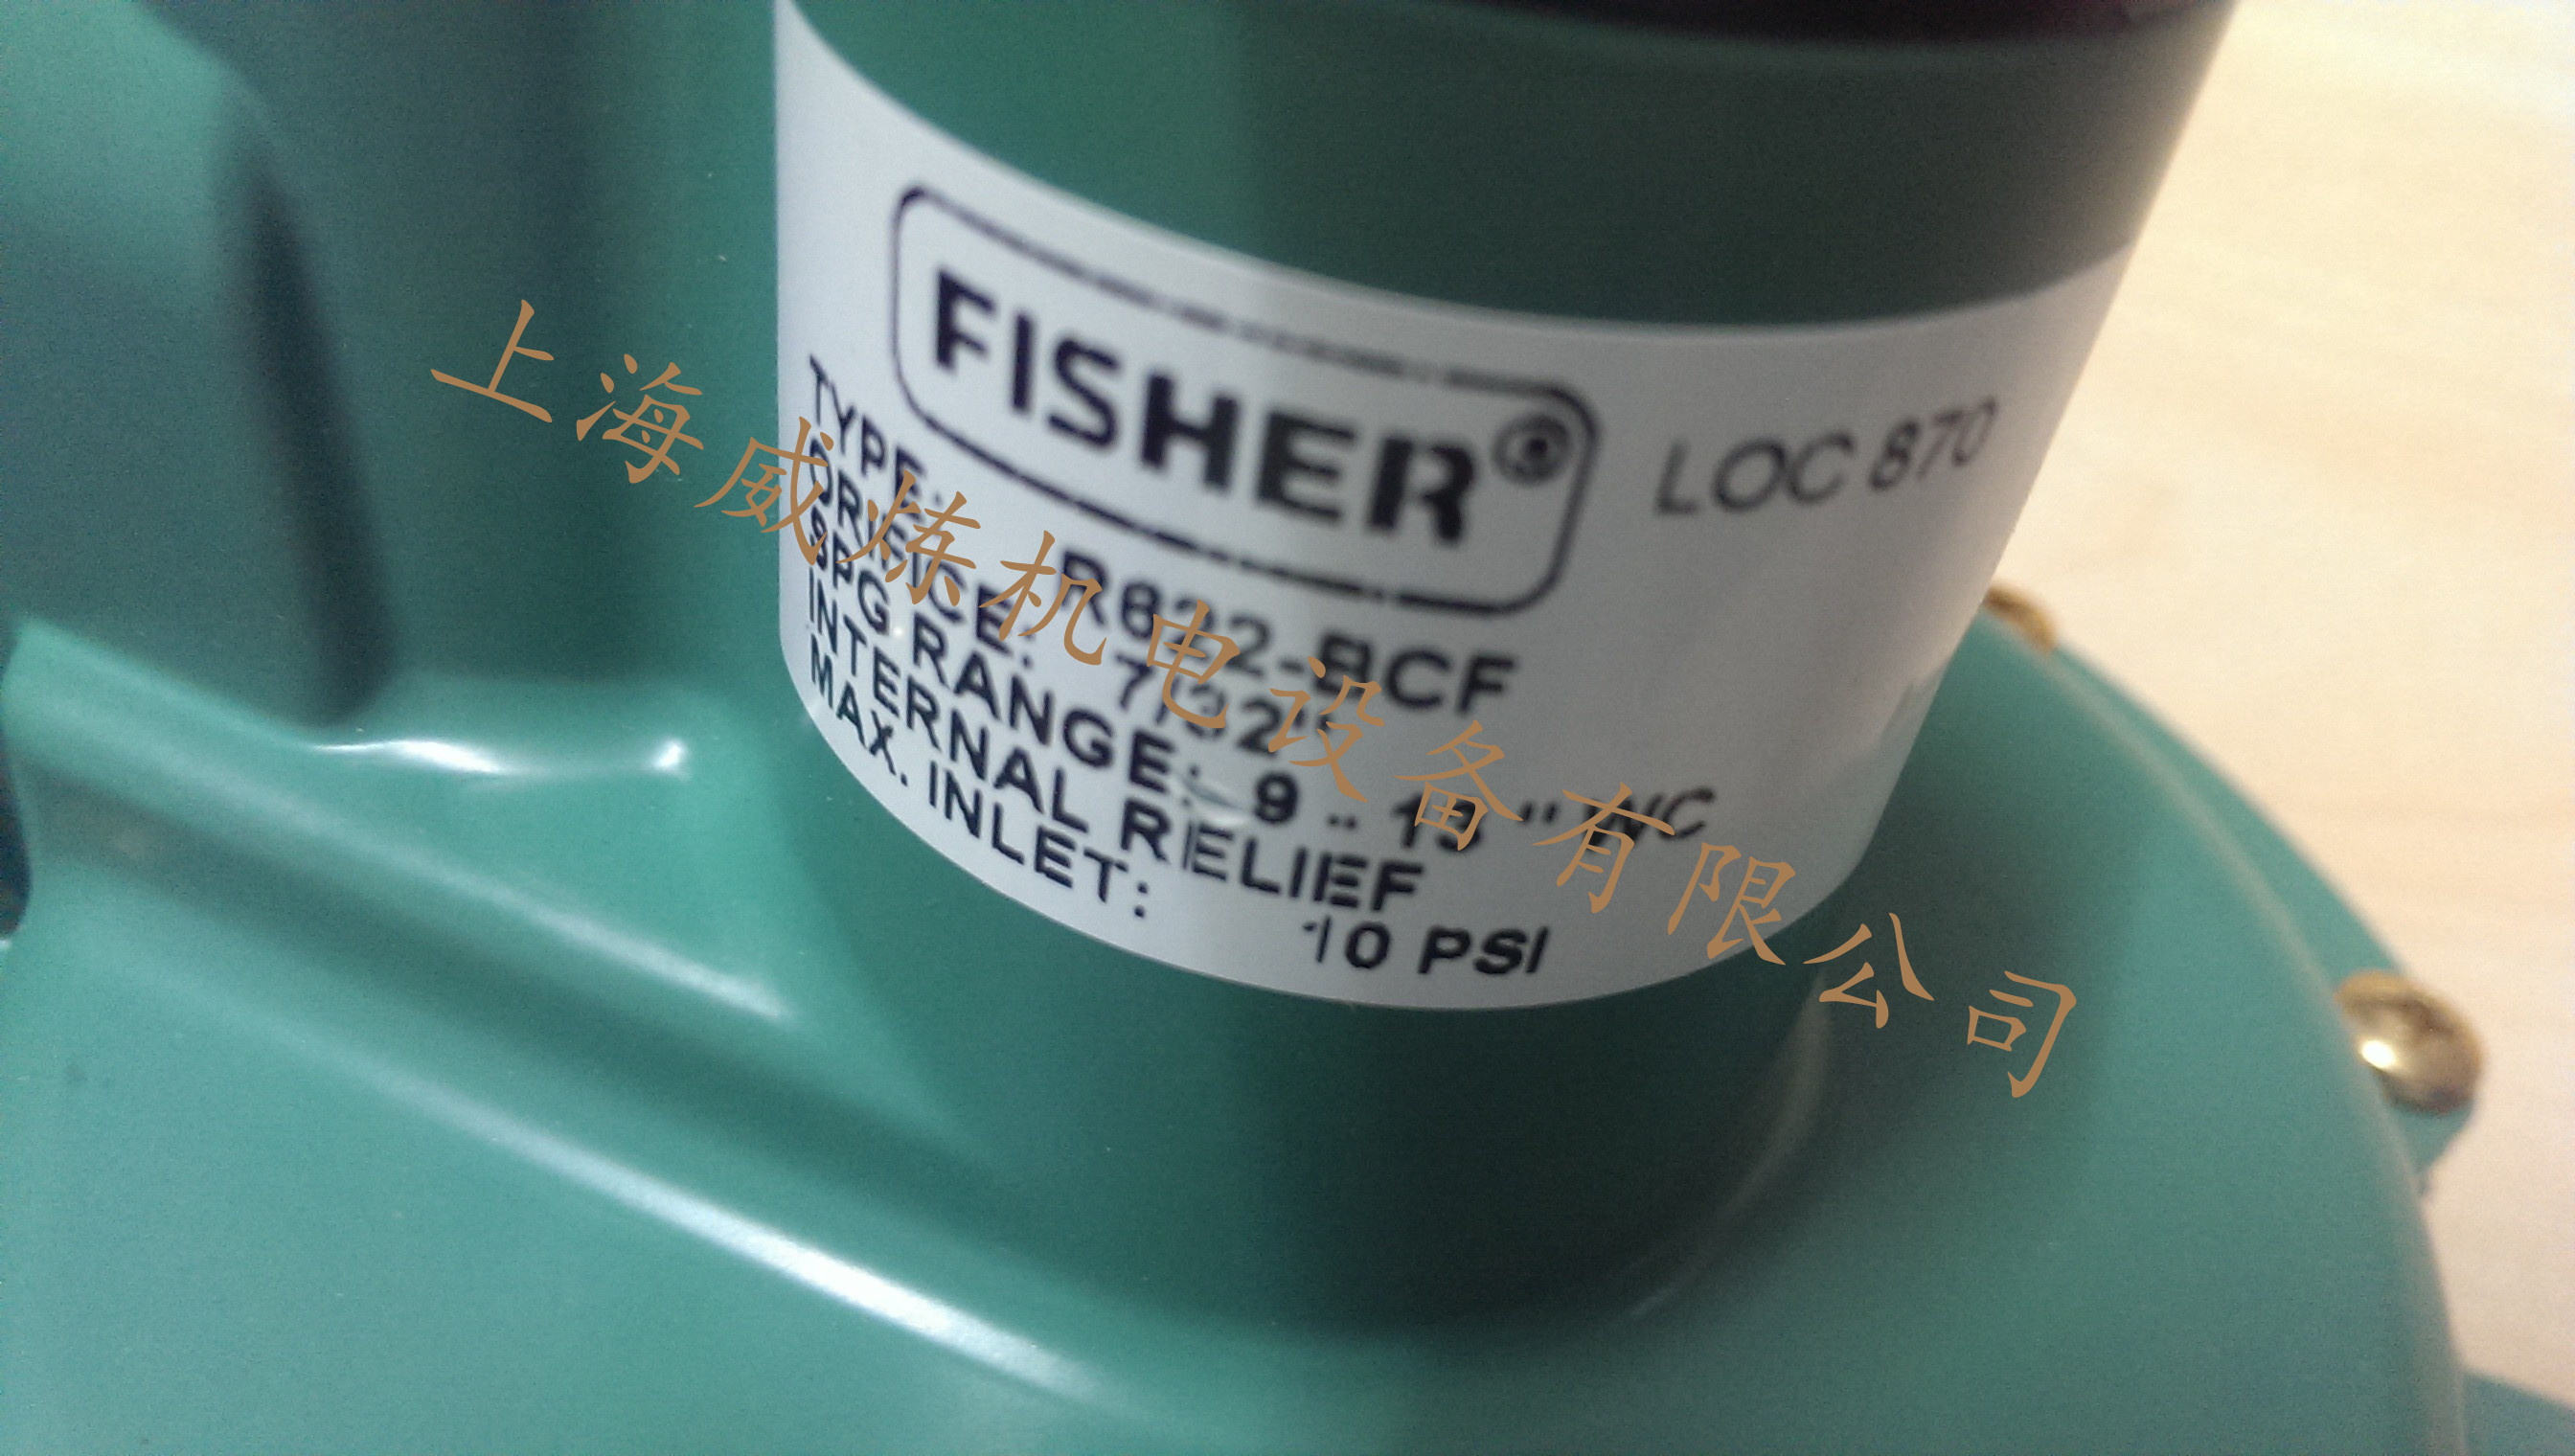 FISHER®
LOC 870
TYPE: R622-BCF
ORIFICE: 7/32"
SPG RANGE: 9 .. 13 " WC
INTERNAL RELIEF
MAX. INLET: 10 PSI
上海威炼机电设备有限公司